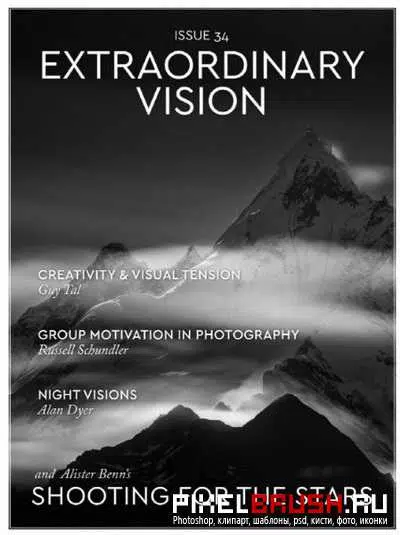 ISSUE 34
EXTRAORDINARY
VISION
CREATIVITY & VISUAL TENSION
Guy Tal
GROUP MOTIVATION IN PHOTOGRAPHY
Russell Schundler
NIGHT VISIONS
Alan Dyer
and Alister Benn's
SHOOTING FOR THE STARS
PIXELBRUSH.RU
Photoshop, клипарт, шаблоны, psd, кисти, фото, иконки